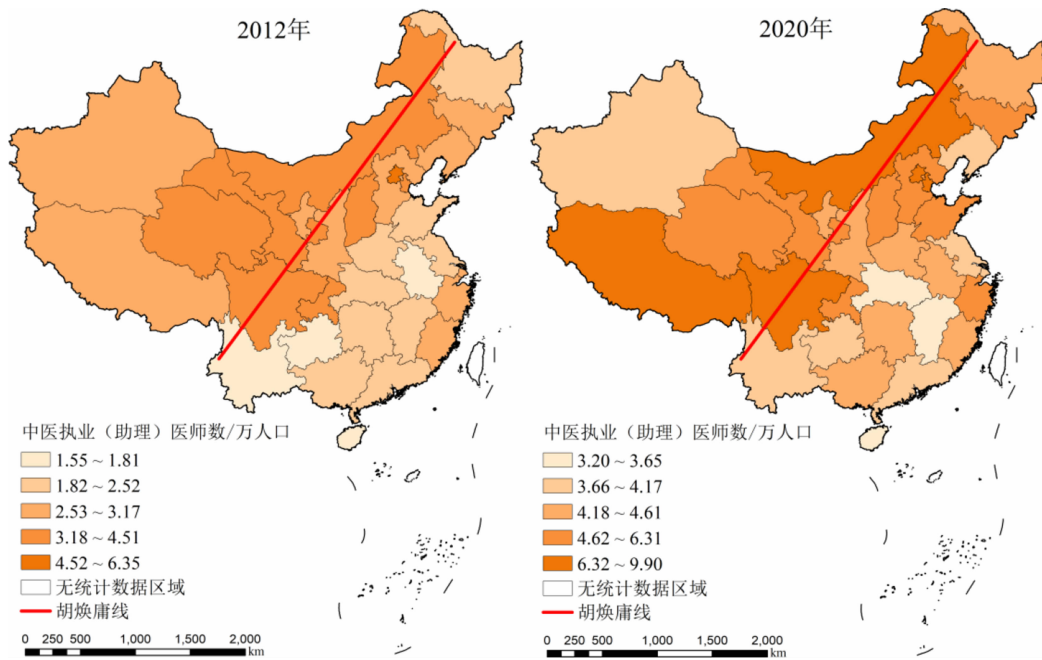 2012年
中医执业（助理）医师数/万人口
1.55 ~ 1.81
1.82 ~ 2.52
2.53 ~ 3.17
3.18 ~ 4.51
4.52 ~ 6.35
无统计数据区域
胡焕庸线
0 250 500 1,000 1,500 2,000
km
2020年
中医执业（助理）医师数/万人口
3.20 ~ 3.65
3.66 ~ 4.17
4.18 ~ 4.61
4.62 ~ 6.31
6.32 ~ 9.90
无统计数据区域
胡焕庸线
0 250 500 1,000 1,500 2,000
km